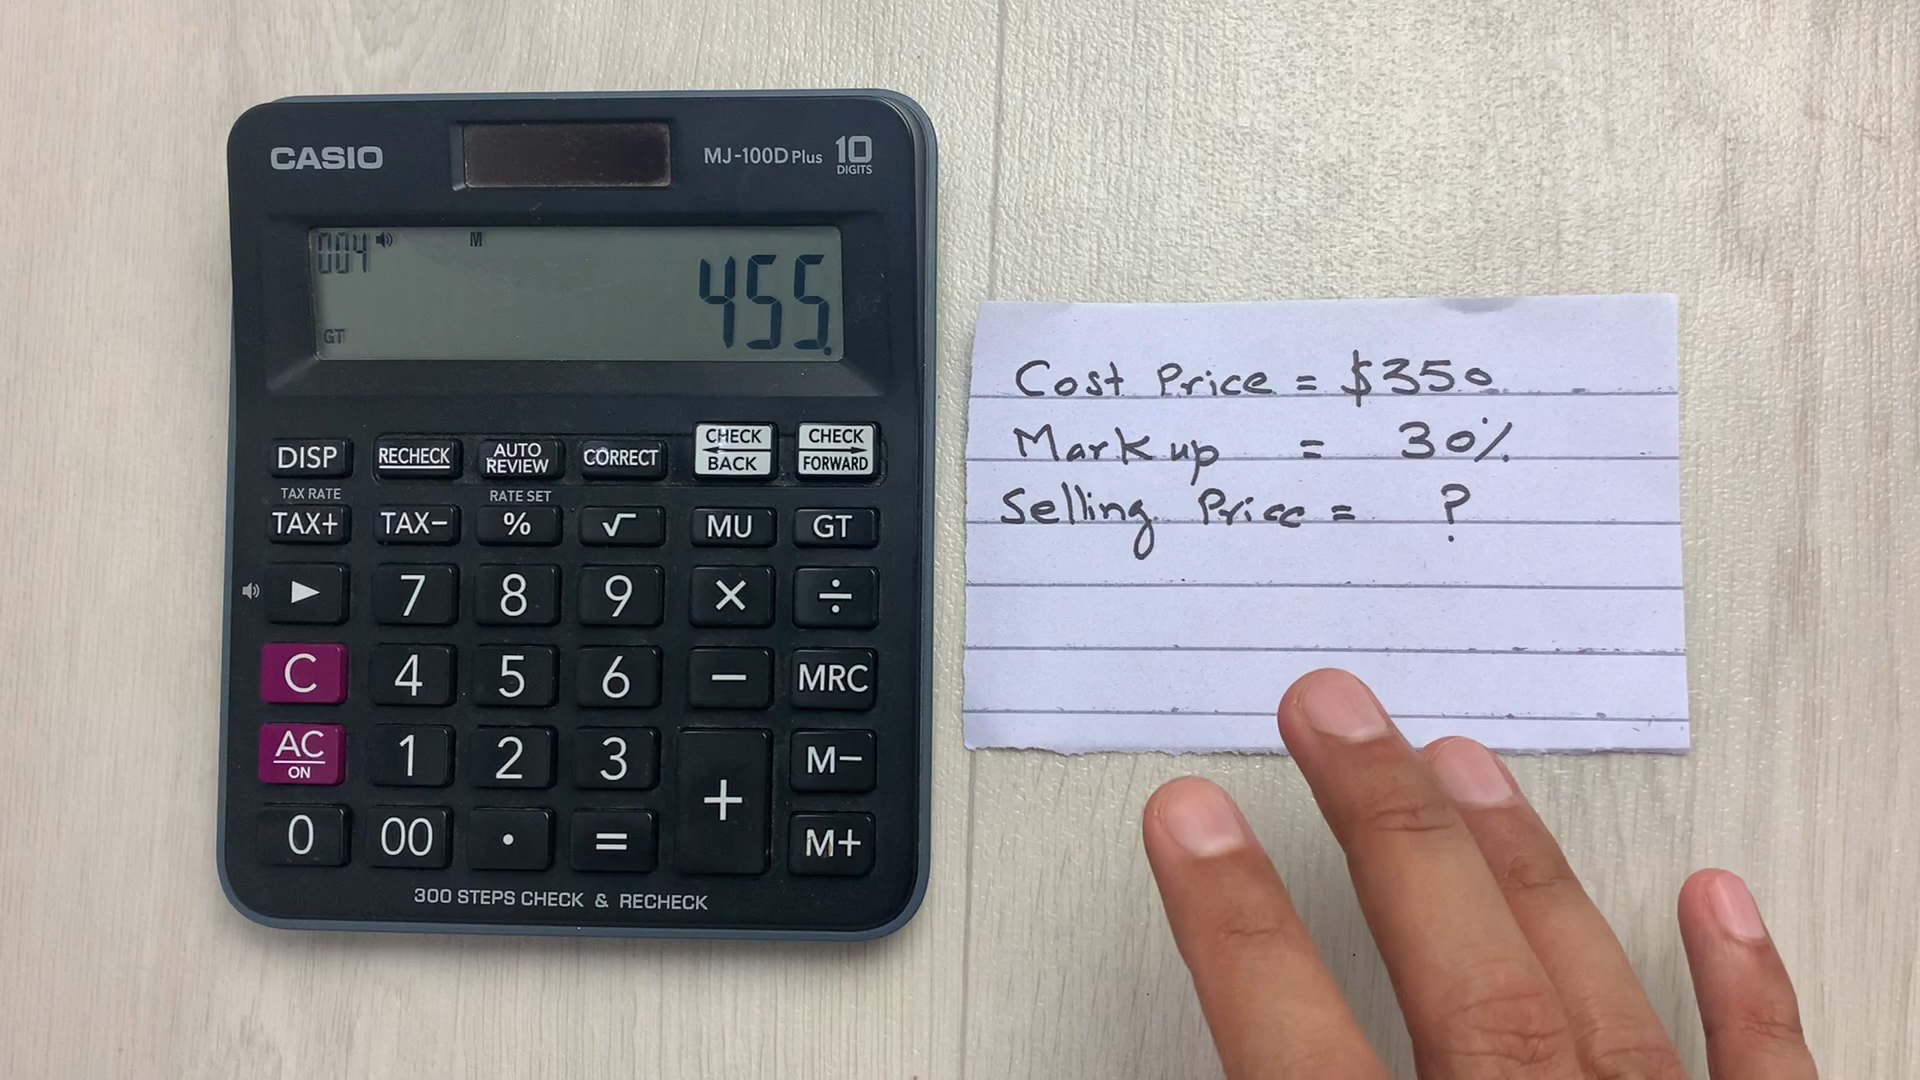 CASIO
MJ-100D Plus 10 DIGITS
004 M
455.
GT
DISP RECHECK AUTO REVIEW CORRECT CHECK BACK CHECK FORWARD
TAX RATE RATE SET
TAX+ TAX− % √ MU GT
▶ 7 8 9 × ÷
C 4 5 6 − MRC
AC ON 1 2 3 + M−
0 00 · = M+
300 STEPS CHECK & RECHECK
Cost Price = $350
Mark up = 30%
Selling Price = ?